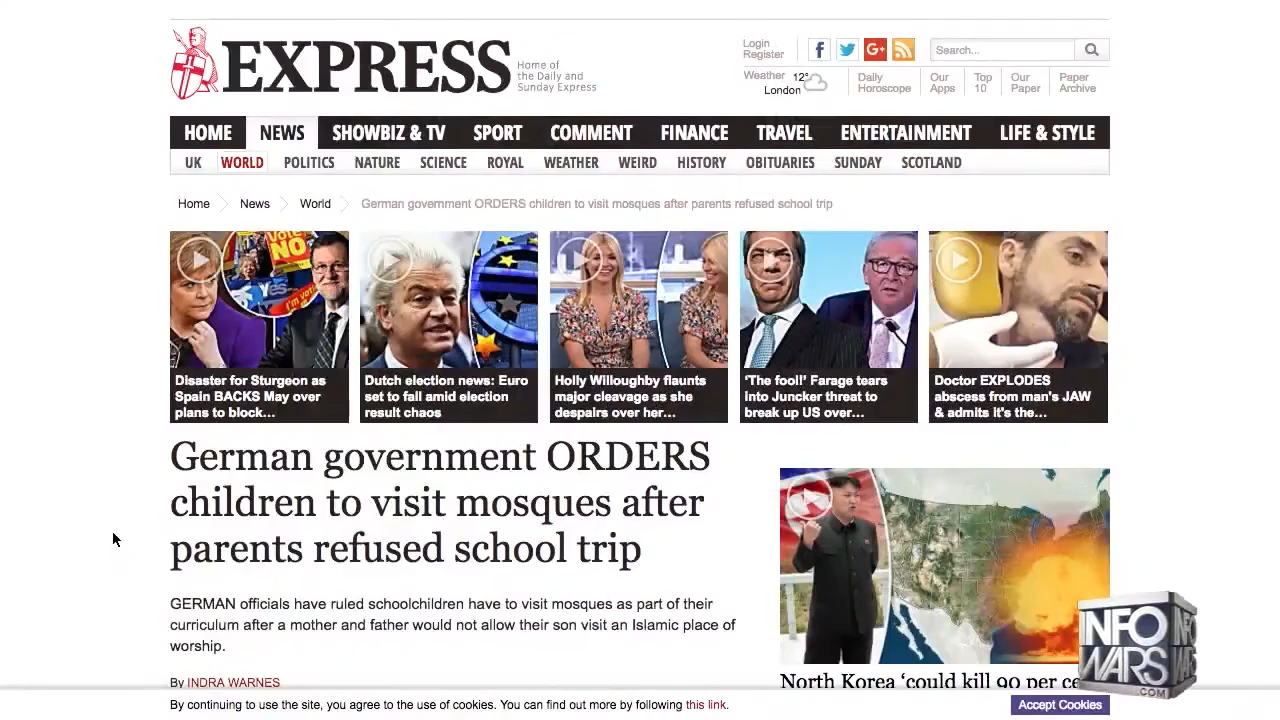 EXPRESS
Home of
the Daily and
Sunday Express
Login
Register
Search...
Weather 12°
London
Daily
Horoscope
Our
Apps
Top
10
Our
Paper
Paper
Archive
HOME NEWS SHOWBIZ & TV SPORT COMMENT FINANCE TRAVEL ENTERTAINMENT LIFE & STYLE
UK WORLD POLITICS NATURE SCIENCE ROYAL WEATHER WEIRD HISTORY OBITUARIES SUNDAY SCOTLAND
Home News World German government ORDERS children to visit mosques after parents refused school trip
Vote
NO
YES
Disaster for Sturgeon as
Spain BACKS May over
plans to block...
Dutch election news: Euro
set to fall amid election
result chaos
Holly Willoughby flaunts
major cleavage as she
despairs over her...
‘The fool!’ Farage tears
into Juncker threat to
break up US over...
Doctor EXPLODES
abscess from man's JAW
& admits it's the...
German government ORDERS
children to visit mosques after
parents refused school trip
GERMAN officials have ruled schoolchildren have to visit mosques as part of their
curriculum after a mother and father would not allow their son visit an Islamic place of
worship.
By INDRA WARNES
North Korea ‘could kill 90 per
INFO
WARS
.COM
By continuing to use the site, you agree to the use of cookies. You can find out more by following this link.
Accept Cookies